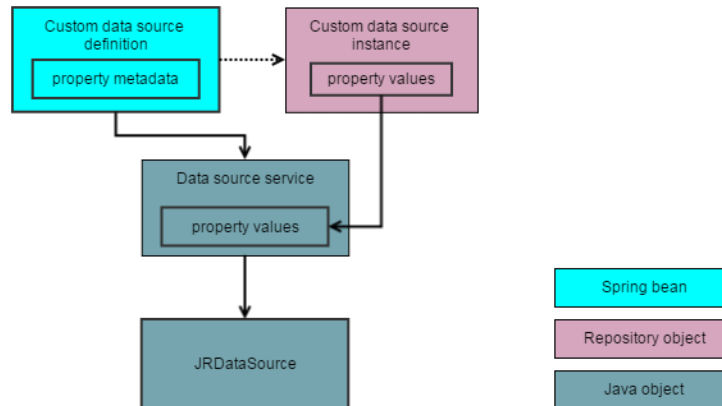 Custom data source
definition
property metadata
Custom data source
instance
property values
Data source service
property values
JRDataSource
Spring bean
Repository object
Java object